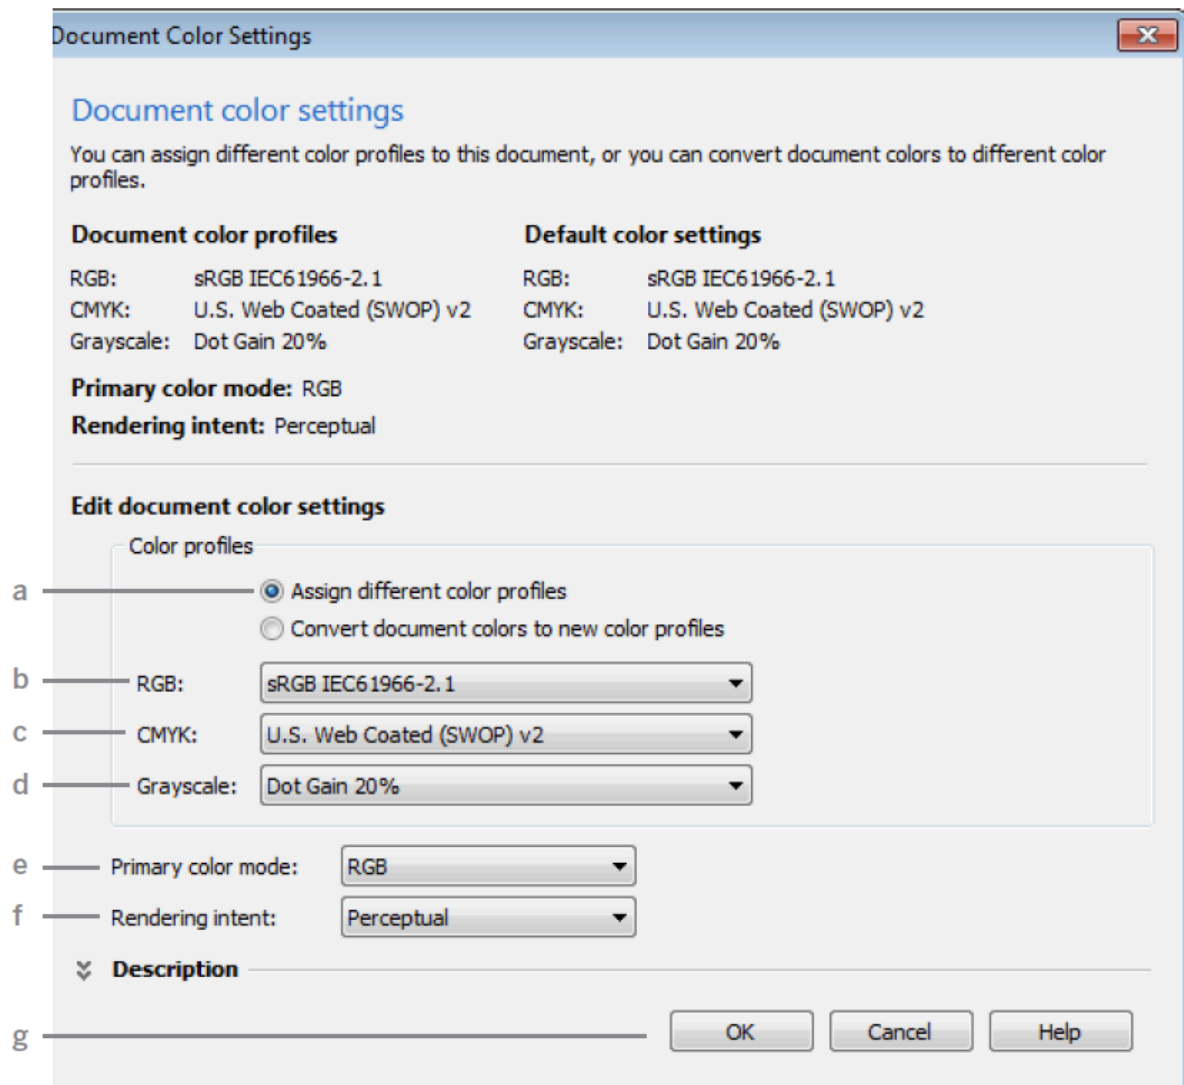 Document Color Settings
Document color settings
You can assign different color profiles to this document, or you can convert document colors to different color
profiles.
Document color profiles Default color settings
RGB: sRGB IEC61966-2.1 RGB: sRGB IEC61966-2.1
CMYK: U.S. Web Coated (SWOP) v2 CMYK: U.S. Web Coated (SWOP) v2
Grayscale: Dot Gain 20% Grayscale: Dot Gain 20%
Primary color mode: RGB
Rendering intent: Perceptual
Edit document color settings
Color profiles
a Assign different color profiles
Convert document colors to new color profiles
b RGB: sRGB IEC61966-2.1
c CMYK: U.S. Web Coated (SWOP) v2
d Grayscale: Dot Gain 20%
e Primary color mode: RGB
f Rendering intent: Perceptual
Description
g OK Cancel Help